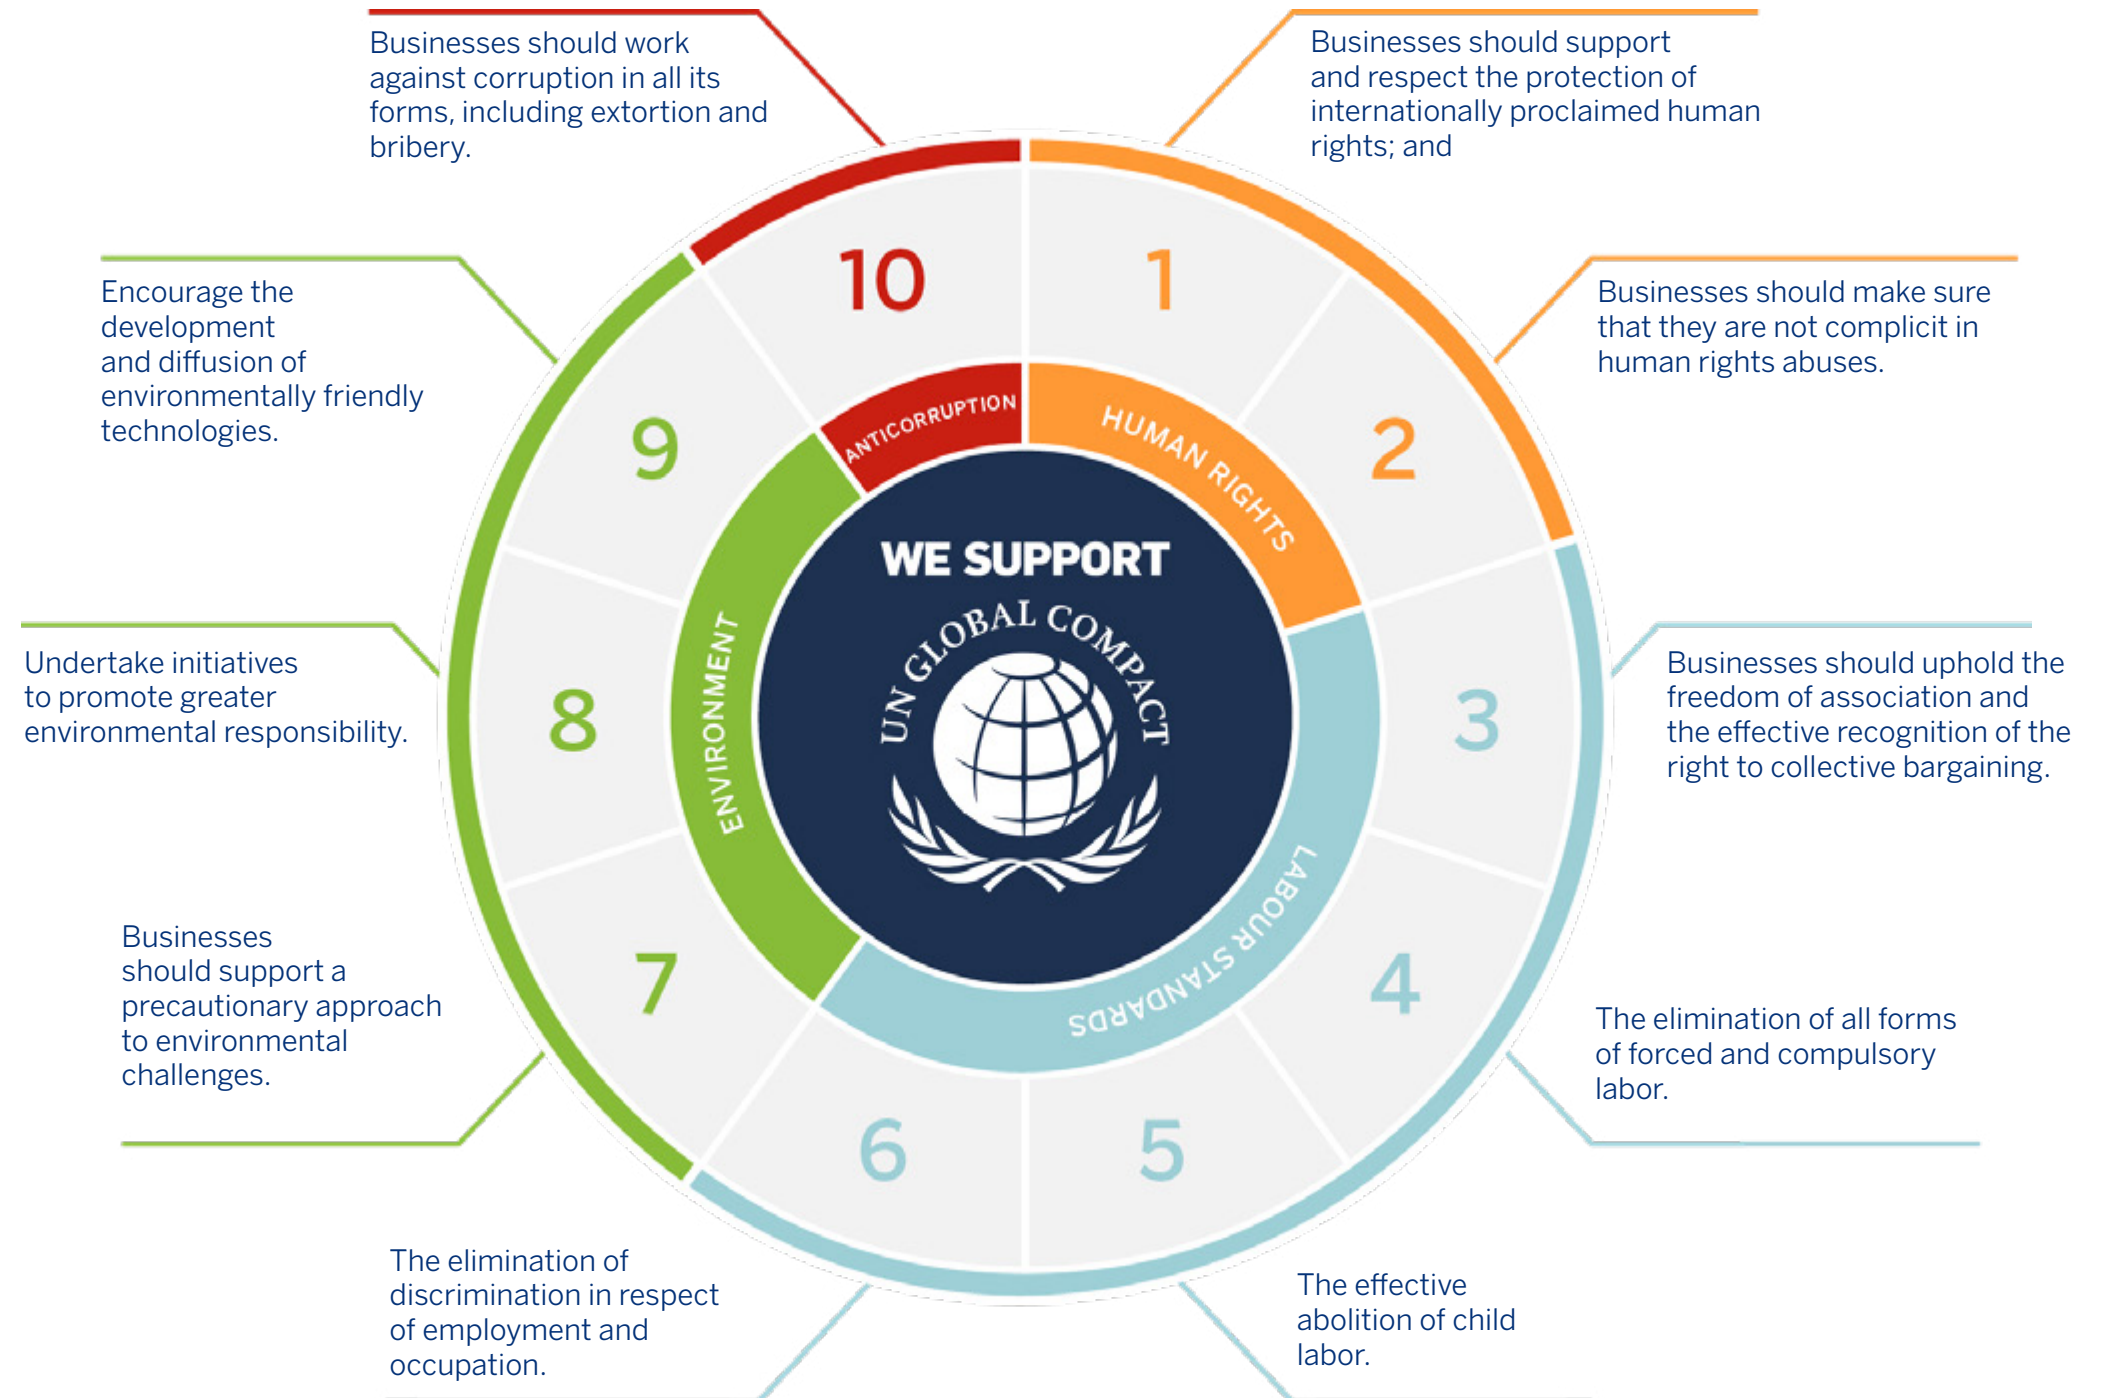 Businesses should work
against corruption in all its
forms, including extortion and
bribery.
Businesses should support
and respect the protection of
internationally proclaimed human
rights; and
Encourage the
development
and diffusion of
environmentally friendly
technologies.
Businesses should make sure
that they are not complicit in
human rights abuses.
10
1
9
2
8
3
7
4
6
5
ANTICORRUPTION
HUMAN RIGHTS
ENVIRONMENT
LABOUR STANDARDS
WE SUPPORT
UN GLOBAL COMPACT
Undertake initiatives
to promote greater
environmental responsibility.
Businesses should uphold the
freedom of association and
the effective recognition of the
right to collective bargaining.
Businesses
should support a
precautionary approach
to environmental
challenges.
The elimination of all forms
of forced and compulsory
labor.
The elimination of
discrimination in respect
of employment and
occupation.
The effective
abolition of child
labor.